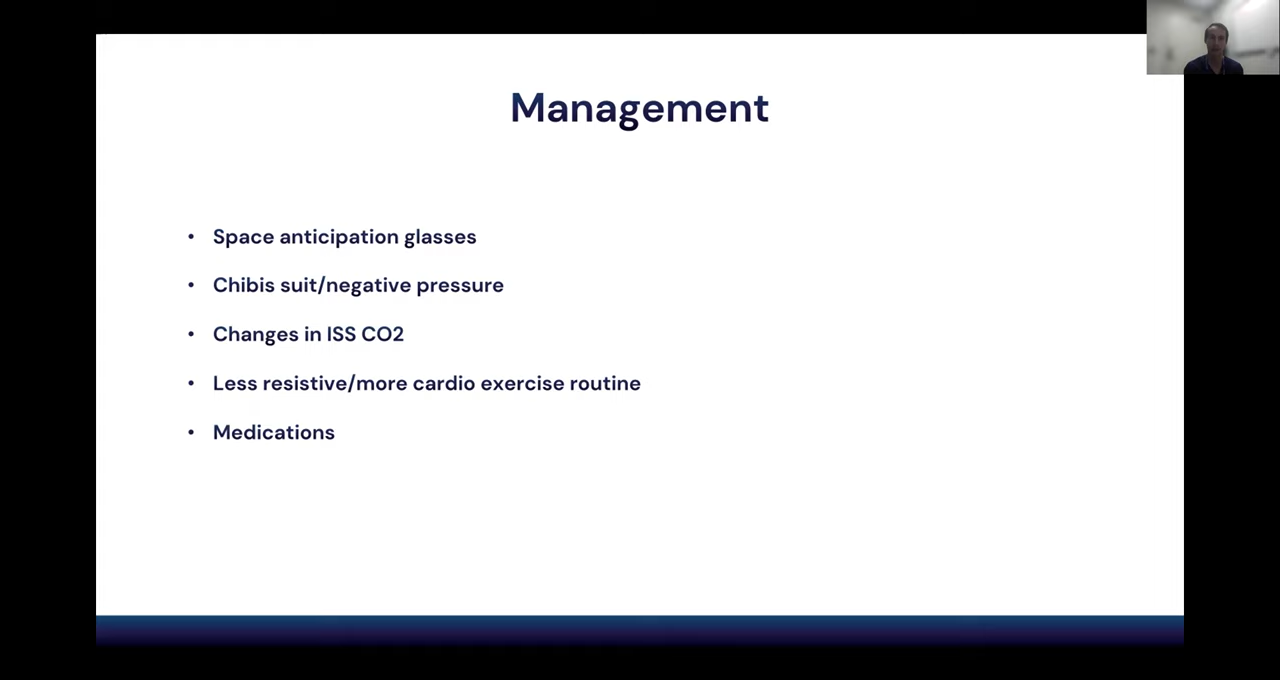 Management
• Space anticipation glasses
• Chibis suit/negative pressure
• Changes in ISS CO2
• Less resistive/more cardio exercise routine
• Medications